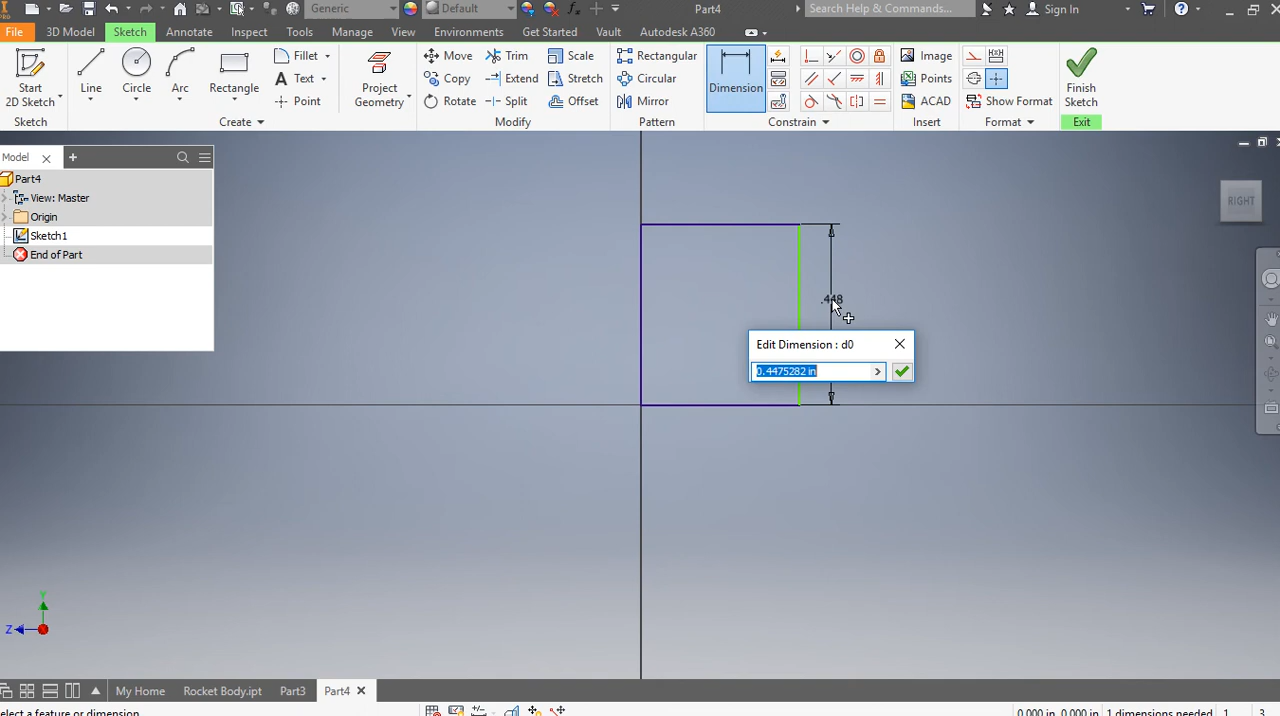 PRO
Generic
Default
Part4
Search Help & Commands...
Sign In
File
3D Model
Sketch
Annotate
Inspect
Tools
Manage
View
Environments
Get Started
Vault
Autodesk A360
Start
2D Sketch
Line
Circle
Arc
Rectangle
Fillet
Text
Point
Project
Geometry
Move
Copy
Rotate
Trim
Extend
Split
Scale
Stretch
Offset
Rectangular
Circular
Mirror
Dimension
Image
Points
ACAD
Show Format
Finish
Sketch
Sketch
Create
Modify
Pattern
Constrain
Insert
Format
Exit
Model
Part4
View: Master
Origin
Sketch1
End of Part
RIGHT
.448
Edit Dimension : d0
0.4475282 in
Y
Z
My Home
Rocket Body.ipt
Part3
Part4
elect a feature or dimension
0.000 in, 0.000 in
1 dimensions needed
1
3